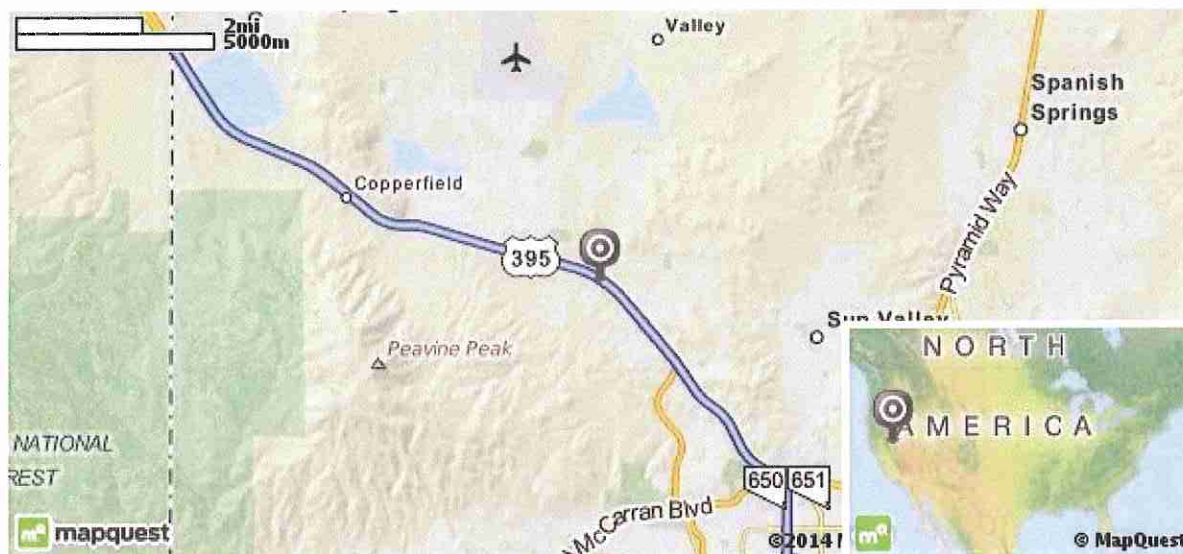 2mi
5000m
Valley
Spanish
Springs
Copperfield
Pyramid Way
395
Sun Valley
Peavine Peak
NORTH
AMERICA
NATIONAL
REST
650
651
McCarran Blvd
mapquest
©2014
© MapQuest